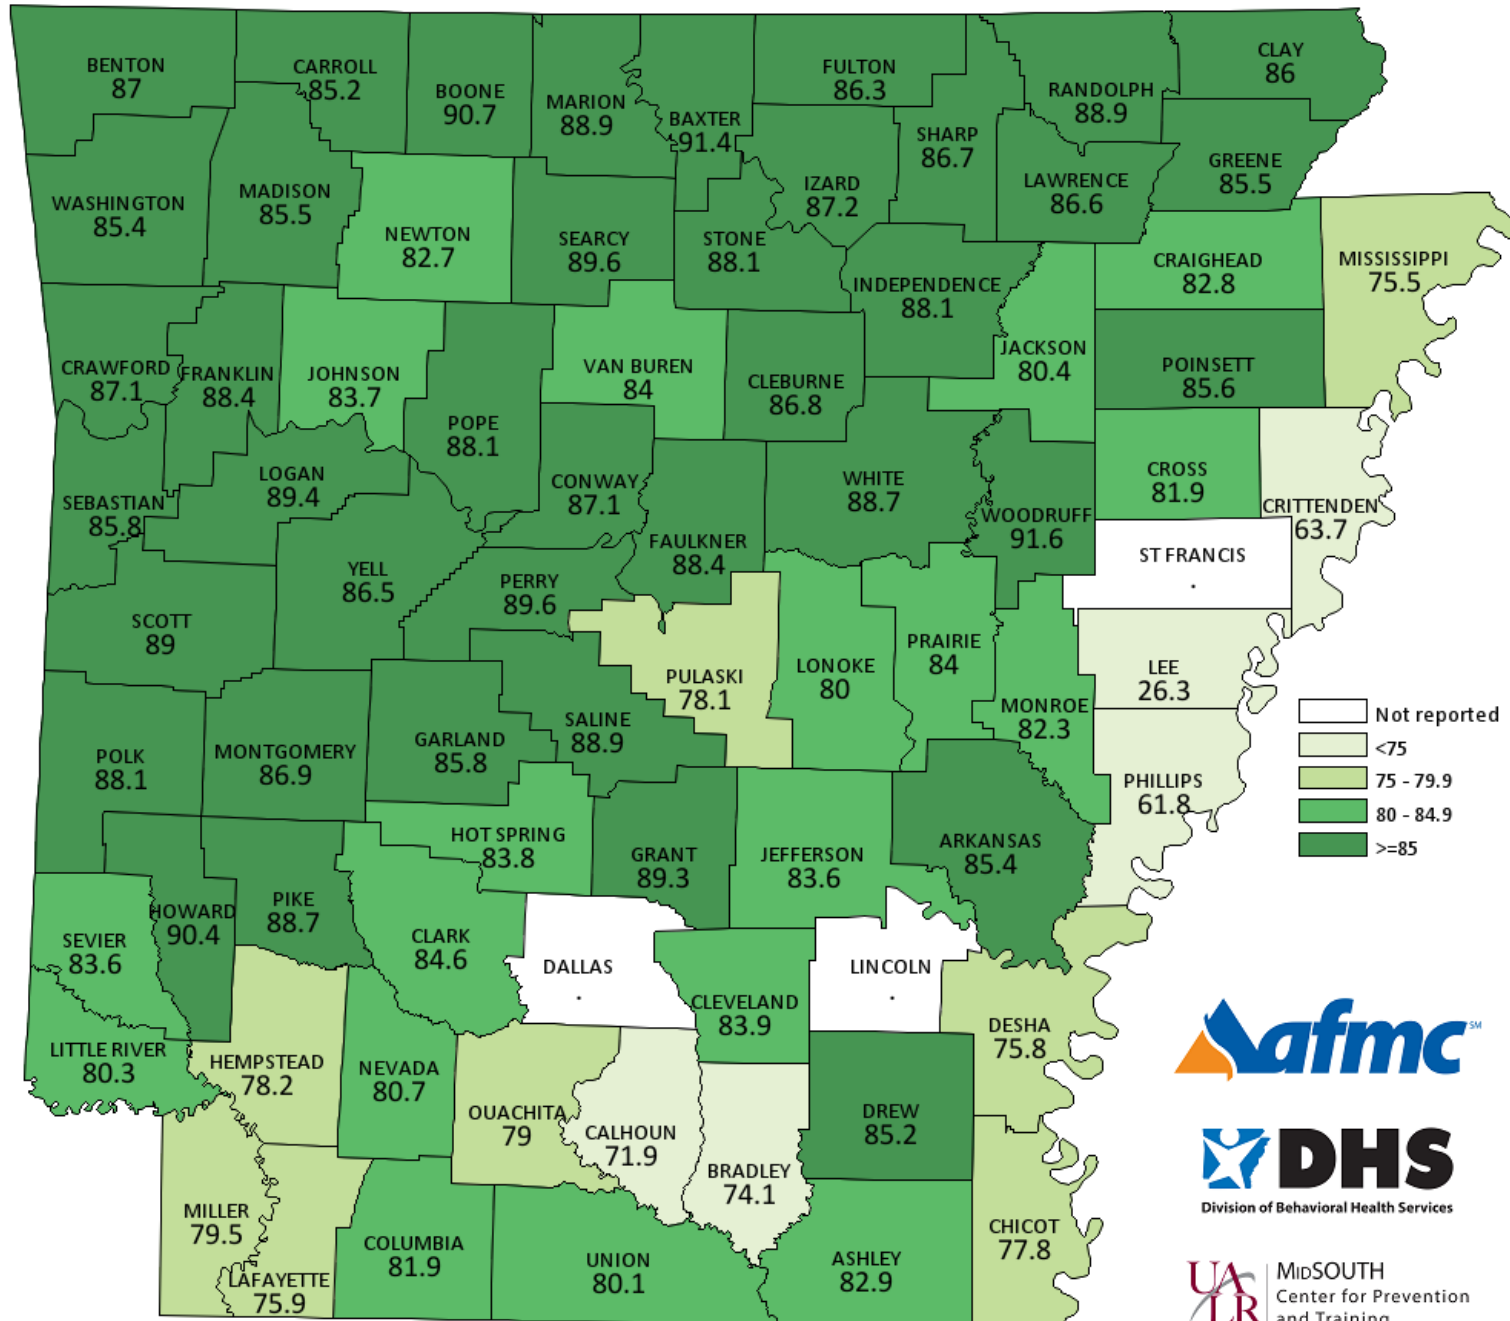 BENTON
87
CARROLL
85.2
BOONE
90.7
MARION
88.9
BAXTER
91.4
FULTON
86.3
RANDOLPH
88.9
CLAY
86
SHARP
86.7
GREENE
85.5
IZARD
87.2
LAWRENCE
86.6
WASHINGTON
85.4
MADISON
85.5
NEWTON
82.7
SEARCY
89.6
STONE
88.1
INDEPENDENCE
88.1
CRAIGHEAD
82.8
MISSISSIPPI
75.5
JACKSON
80.4
POINSETT
85.6
CRAWFORD
87.1
FRANKLIN
88.4
JOHNSON
83.7
POPE
88.1
VAN BUREN
84
CLEBURNE
86.8
LOGAN
89.4
SEBASTIAN
85.8
CONWAY
87.1
WHITE
88.7
WOODRUFF
91.6
CROSS
81.9
CRITTENDEN
63.7
FAULKNER
88.4
ST FRANCIS
.
YELL
86.5
PERRY
89.6
SCOTT
89
PULASKI
78.1
LONOKE
80
PRAIRIE
84
LEE
26.3
MONROE
82.3
SALINE
88.9
GARLAND
85.8
MONTGOMERY
86.9
POLK
88.1
PHILLIPS
61.8
HOT SPRING
83.8
GRANT
89.3
JEFFERSON
83.6
ARKANSAS
85.4
PIKE
88.7
HOWARD
90.4
SEVIER
83.6
CLARK
84.6
DALLAS
.
LINCOLN
.
CLEVELAND
83.9
DESHA
75.8
LITTLE RIVER
80.3
HEMPSTEAD
78.2
NEVADA
80.7
OUACHITA
79
CALHOUN
71.9
BRADLEY
74.1
DREW
85.2
MILLER
79.5
LAFAYETTE
75.9
COLUMBIA
81.9
UNION
80.1
ASHLEY
82.9
CHICOT
77.8
Not reported
<75
75 - 79.9
80 - 84.9
>=85
afmc SM
DHS
Division of Behavioral Health Services
UALR
MIDSOUTH
Center for Prevention
and Training